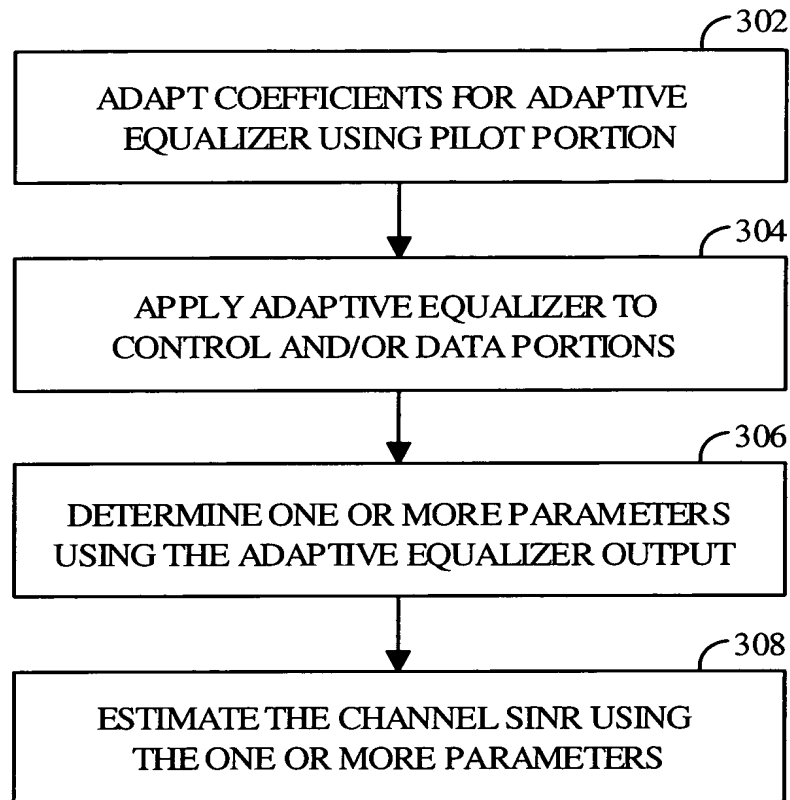 302
ADAPT COEFFICIENTS FOR ADAPTIVE
EQUALIZER USING PILOT PORTION
304
APPLY ADAPTIVE EQUALIZER TO
CONTROL AND/OR DATA PORTIONS
306
DETERMINE ONE OR MORE PARAMETERS
USING THE ADAPTIVE EQUALIZER OUTPUT
308
ESTIMATE THE CHANNEL SINR USING
THE ONE OR MORE PARAMETERS